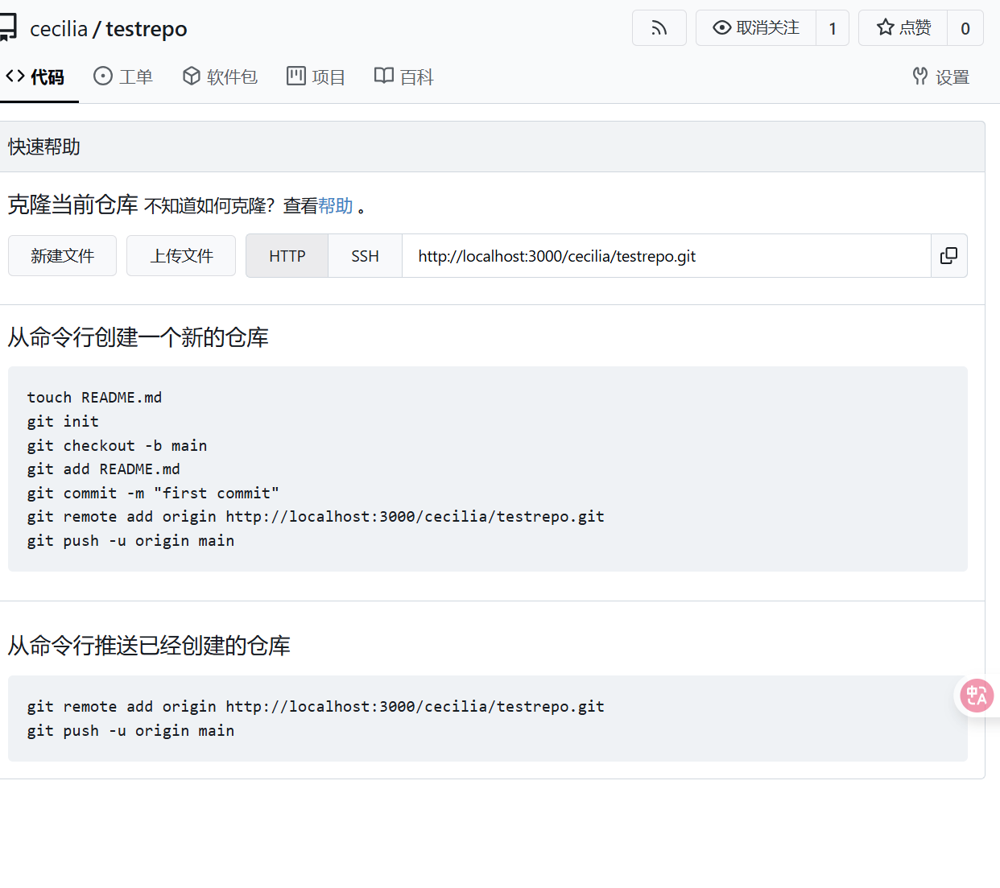 cecilia / testrepo
取消关注 1
点赞 0
代码 工单 软件包 项目 百科 设置
快速帮助
克隆当前仓库 不知道如何克隆？查看帮助 。
新建文件 上传文件 HTTP SSH http://localhost:3000/cecilia/testrepo.git
从命令行创建一个新的仓库
touch README.md
git init
git checkout -b main
git add README.md
git commit -m "first commit"
git remote add origin http://localhost:3000/cecilia/testrepo.git
git push -u origin main
从命令行推送已经创建的仓库
git remote add origin http://localhost:3000/cecilia/testrepo.git
git push -u origin main
中 A